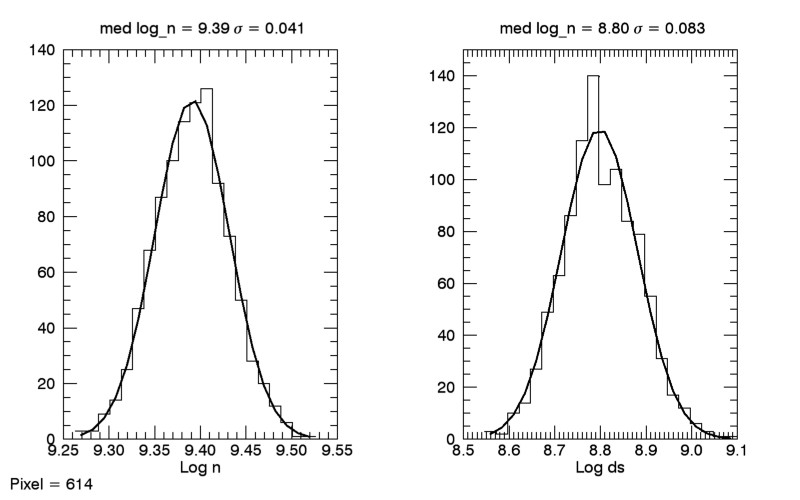 med log_n = 9.39 σ = 0.041
140
120
100
80
60
40
20
0
9.25 9.30 9.35 9.40 9.45 9.50 9.55
Log n
med log_n = 8.80 σ = 0.083
140
120
100
80
60
40
20
0
8.5 8.6 8.7 8.8 8.9 9.0 9.1
Log ds
Pixel = 614